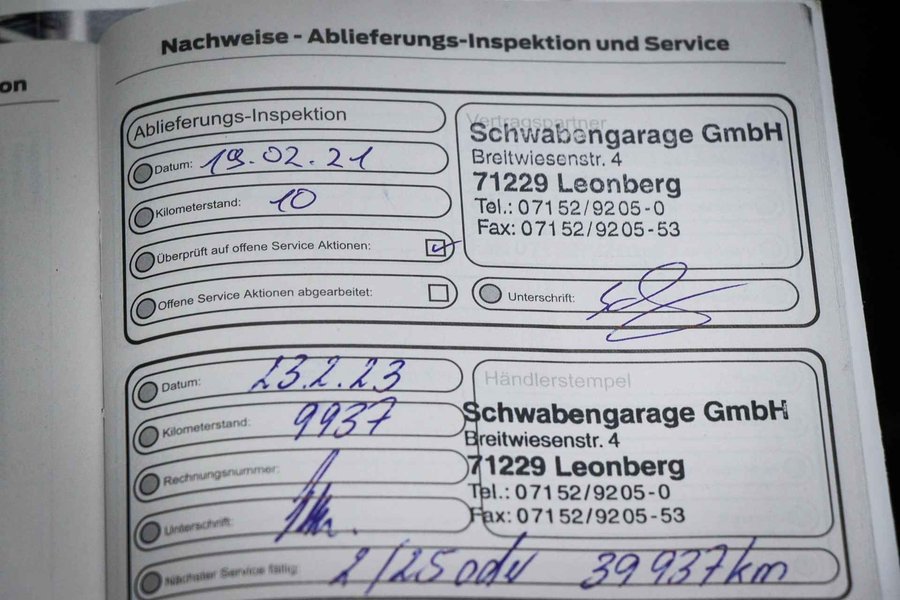 on
Nachweise - Ablieferungs-Inspektion und Service
Ablieferungs-Inspektion
Datum: 19.02.21
Kilometerstand: 10
Überprüft auf offene Service Aktionen:
Offene Service Aktionen abgearbeitet:
Vertragspartner
Schwabengarage GmbH
Breitwiesenstr. 4
71229 Leonberg
Tel.: 07152/9205-0
Fax: 07152/9205-53
Unterschrift:
Datum: 23.2.23
Kilometerstand: 9937
Rechnungsnummer:
Unterschrift:
Händlerstempel
Schwabengarage GmbH
Breitwiesenstr. 4
71229 Leonberg
Tel.: 07152/9205-0
Fax: 07152/9205-53
Nächster Service fällig: 2/25 oder 39937km